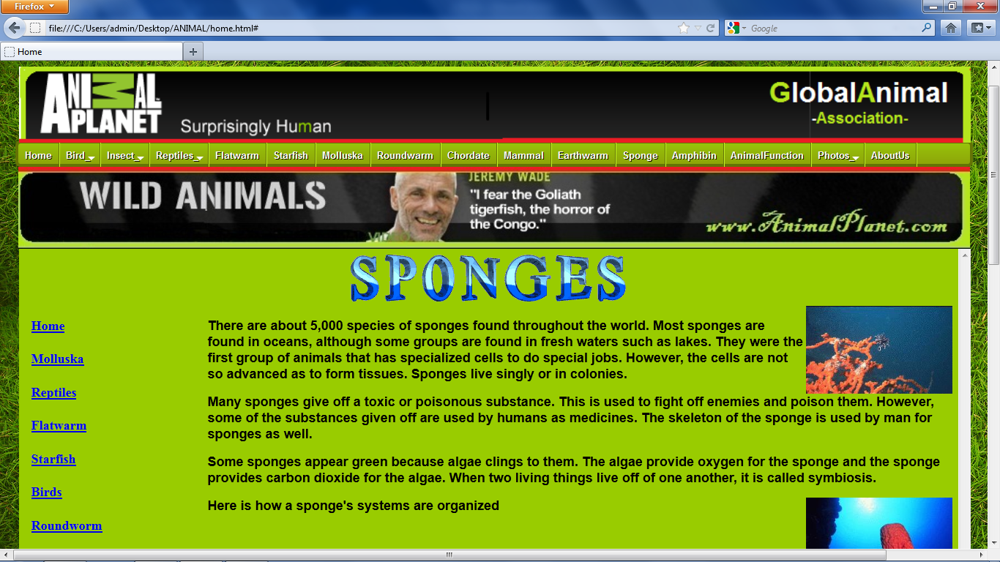 Firefox
file:///C:/Users/admin/Desktop/ANIMAL/home.html#
Google
Home
ANIMAL PLANET
Surprisingly Human
GlobalAnimal
-Association-
Home Bird_ Insect_ Reptiles_ Flatwarm Starfish Molluska Roundwarm Chordate Mammal Earthwarm Sponge Amphibin AnimalFunction Photos_ AboutUs
WILD ANIMALS
JEREMY WADE
"I fear the Goliath
tigerfish, the horror of
the Congo."
www.AnimalPlanet.com
SPONGES
Home
Molluska
Reptiles
Flatwarm
Starfish
Birds
Roundworm
There are about 5,000 species of sponges found throughout the world. Most sponges are
found in oceans, although some groups are found in fresh waters such as lakes. They were the
first group of animals that has specialized cells to do special jobs. However, the cells are not
so advanced as to form tissues. Sponges live singly or in colonies.
Many sponges give off a toxic or poisonous substance. This is used to fight off enemies and poison them. However,
some of the substances given off are used by humans as medicines. The skeleton of the sponge is used by man for
sponges as well.
Some sponges appear green because algae clings to them. The algae provide oxygen for the sponge and the sponge
provides carbon dioxide for the algae. When two living things live off of one another, it is called symbiosis.
Here is how a sponge's systems are organized